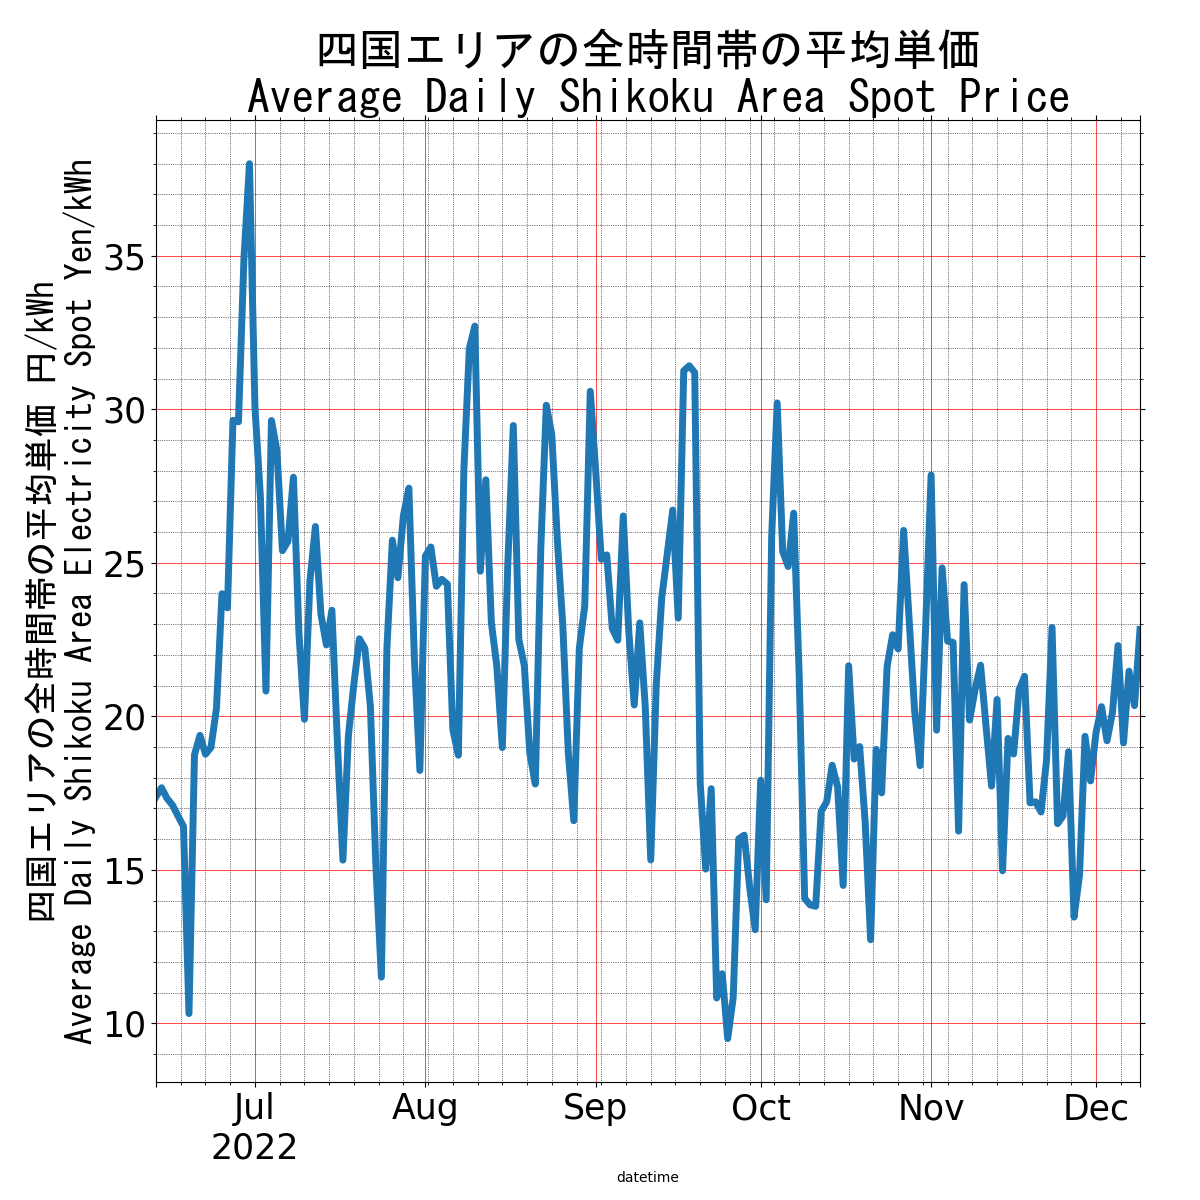 四国エリアの全時間帯の平均単価
Average Daily Shikoku Area Spot Price
四国エリアの全時間帯の平均単価 円/kWh
Average Daily Shikoku Area Electricity Spot Yen/kWh
35
30
25
20
15
10
Jul Aug Sep Oct Nov Dec
2022
datetime